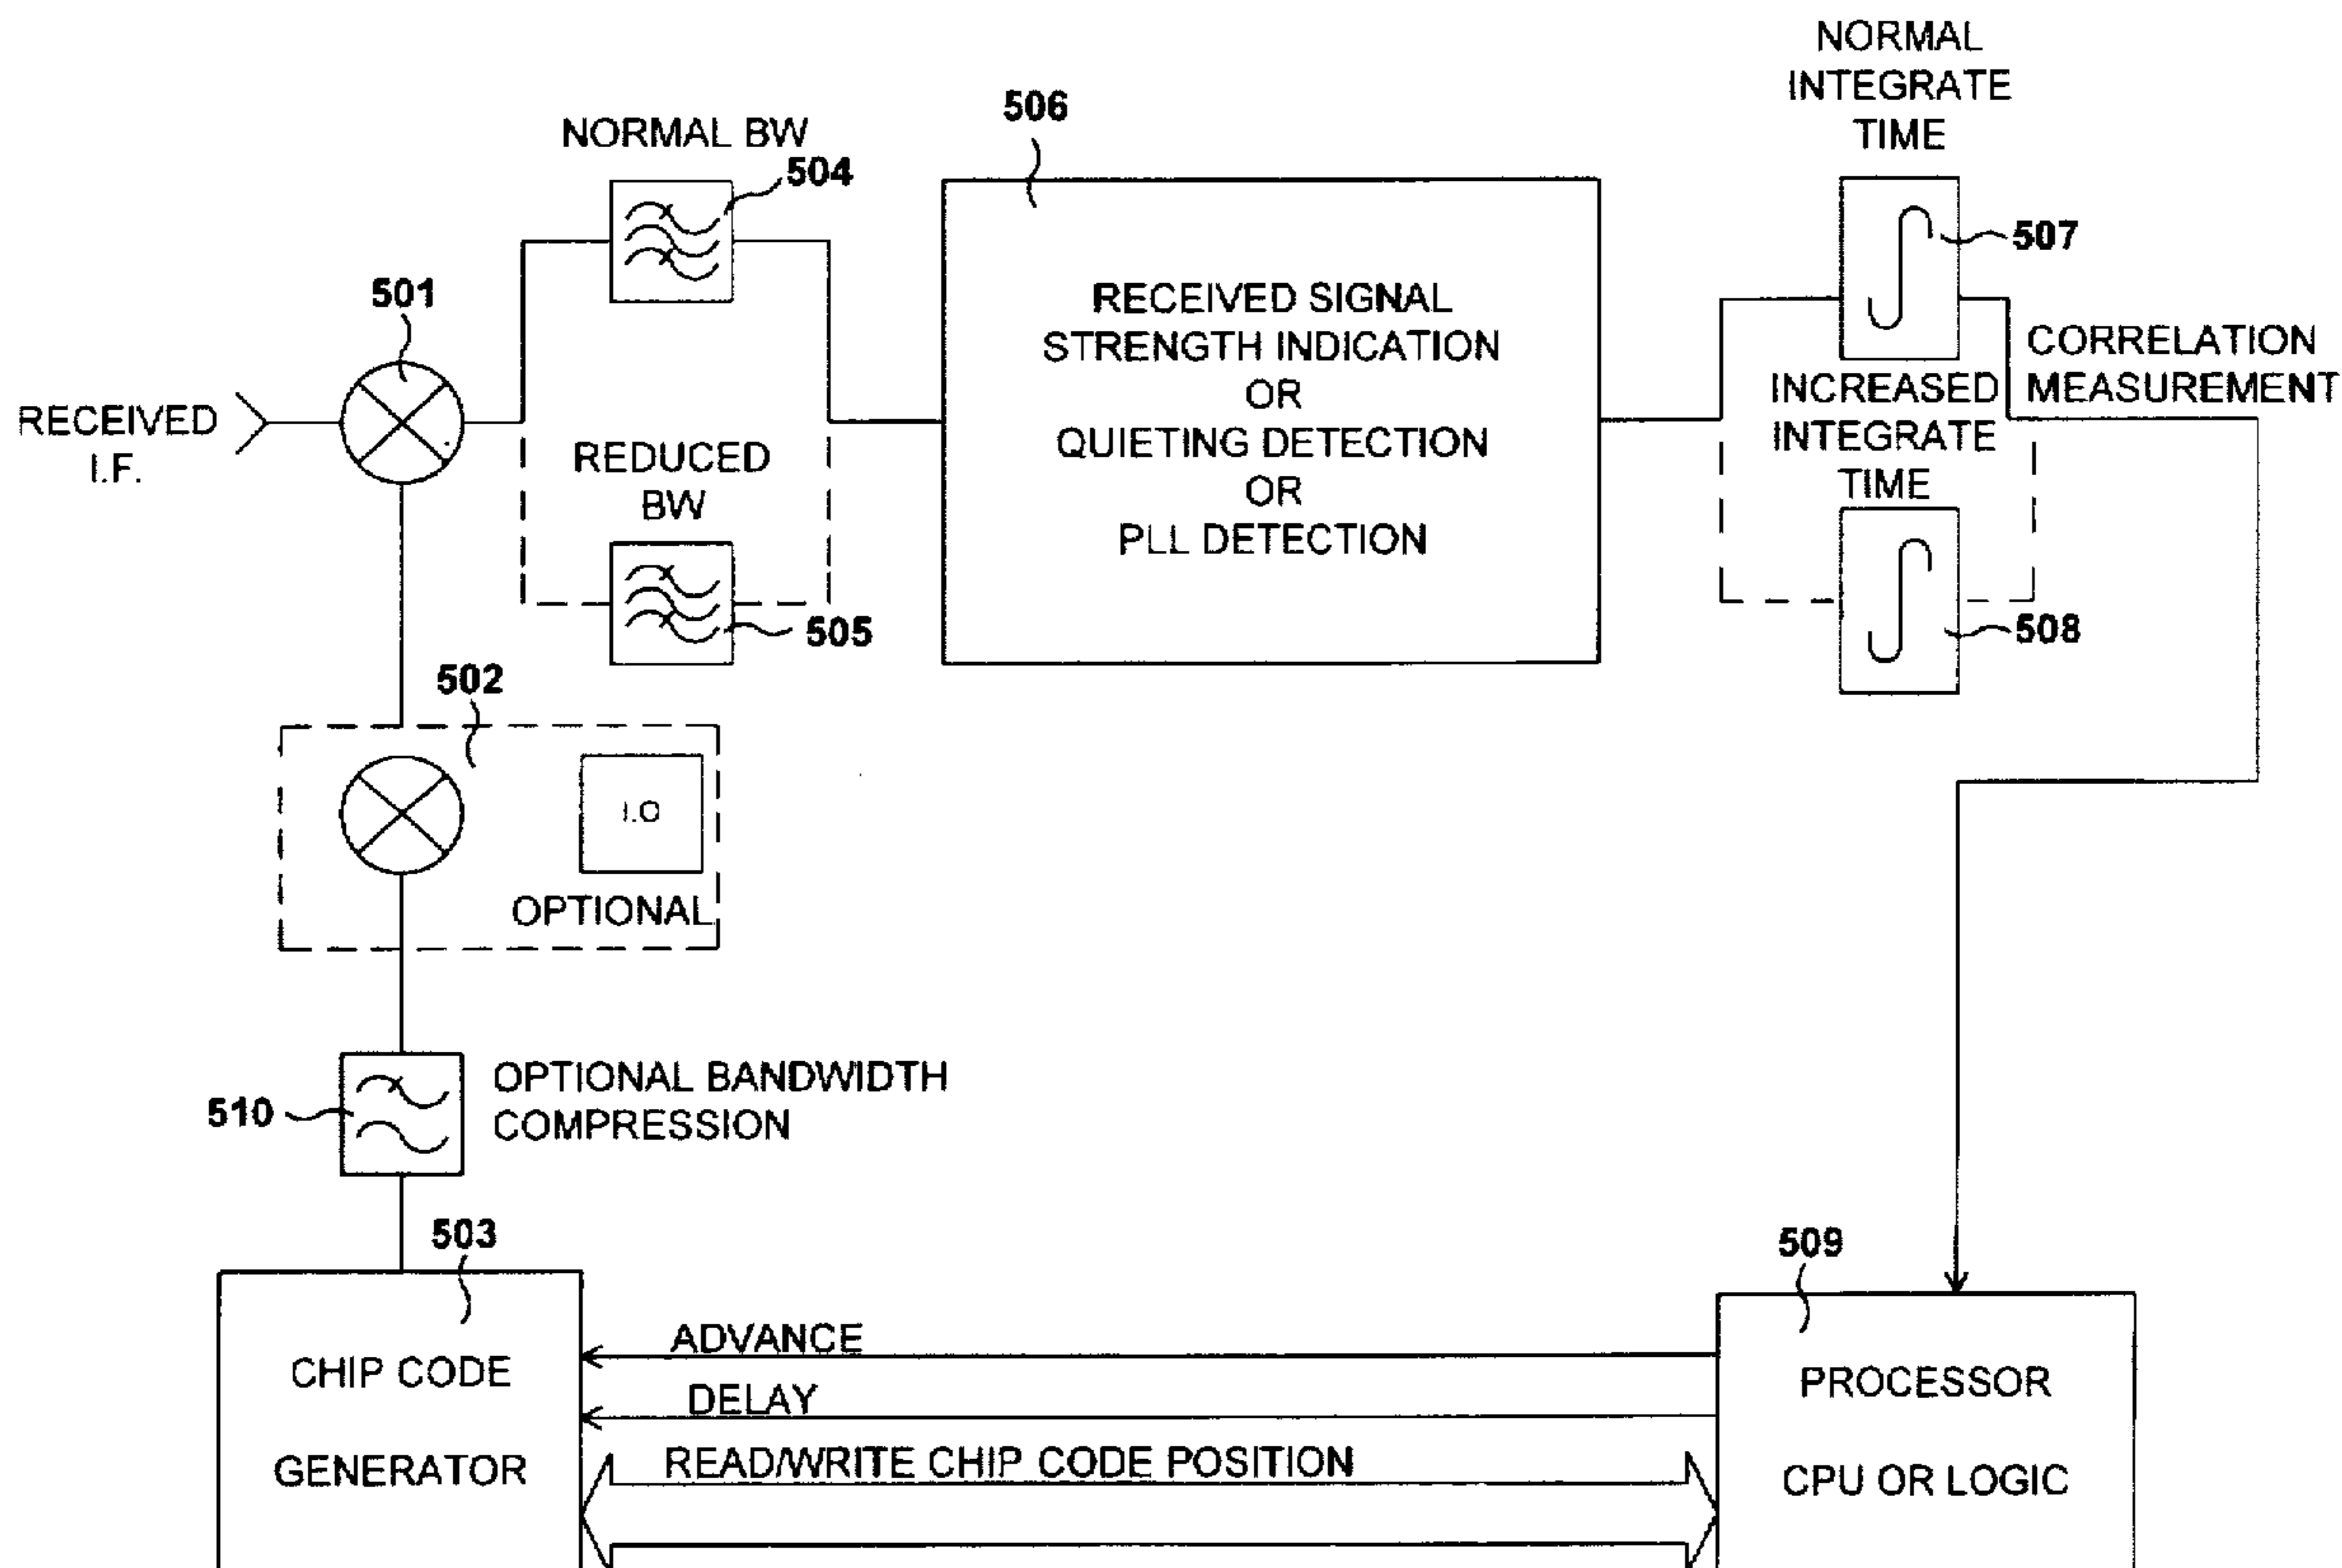 NORMAL
INTEGRATE
TIME
506
NORMAL BW
504
507
501
RECEIVED SIGNAL
STRENGTH INDICATION
OR
QUIETING DETECTION
OR
PLL DETECTION
CORRELATION
MEASUREMENT
INCREASED
INTEGRATE
TIME
RECEIVED
I.F.
REDUCED
BW
505
508
502
I.O
OPTIONAL
OPTIONAL BANDWIDTH
COMPRESSION
510
503
509
ADVANCE
CHIP CODE
GENERATOR
DELAY
READ/WRITE CHIP CODE POSITION
PROCESSOR
CPU OR LOGIC